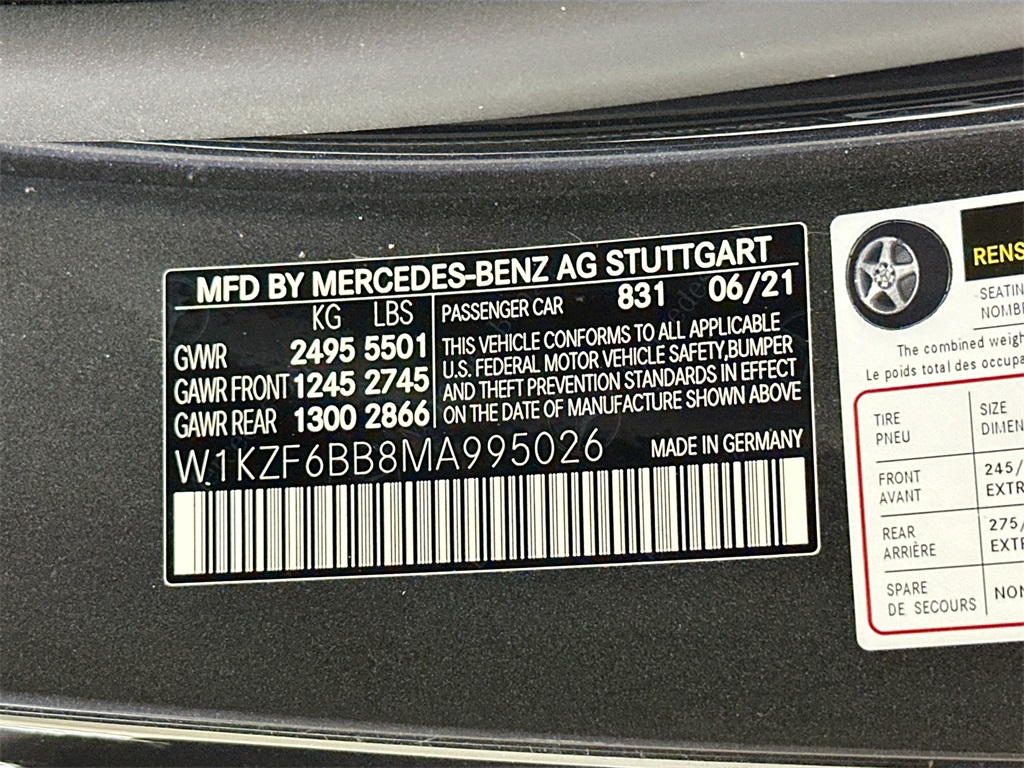 MFD BY MERCEDES-BENZ AG STUTTGART
KG LBS
GVWR 2495 5501
GAWR FRONT 1245 2745
GAWR REAR 1300 2866
PASSENGER CAR 831 06/21
THIS VEHICLE CONFORMS TO ALL APPLICABLE
U.S. FEDERAL MOTOR VEHICLE SAFETY, BUMPER
AND THEFT PREVENTION STANDARDS IN EFFECT
ON THE DATE OF MANUFACTURE SHOWN ABOVE
W1KZF6BB8MA995026 MADE IN GERMANY
RENS
SEATIN
NOMB
The combined weigh
Le poids total des occupa
TIRE SIZE
PNEU DIMEN
FRONT 245/
AVANT EXTR
REAR 275/
ARRIÈRE EXTR
SPARE NON
DE SECOURS